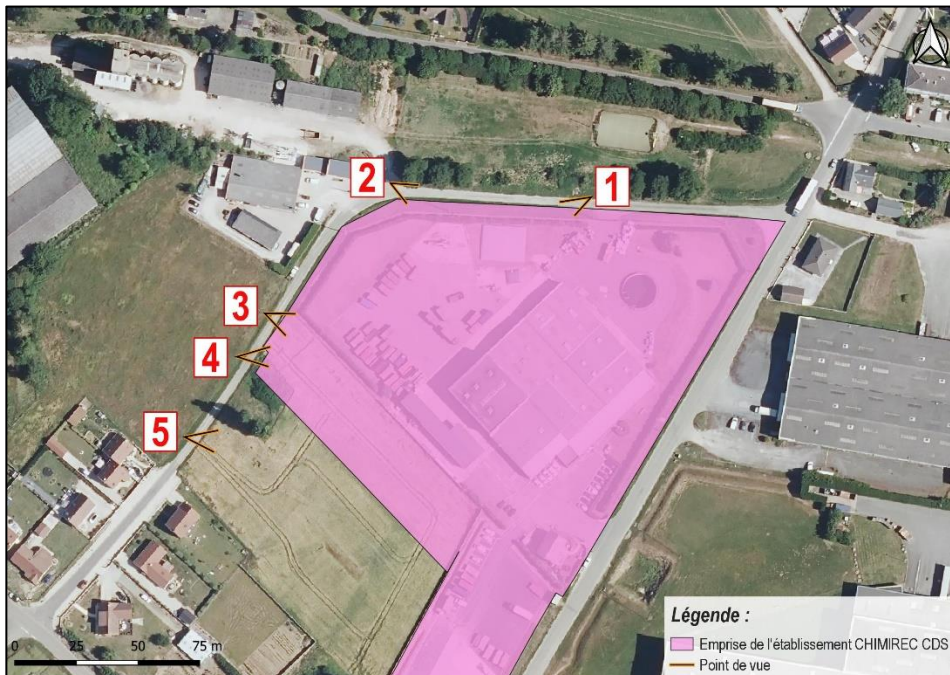 N
1
2
3
4
5
0 25 50 75 m
Légende :
Emprise de l'établissement CHIMIREC CDS
Point de vue